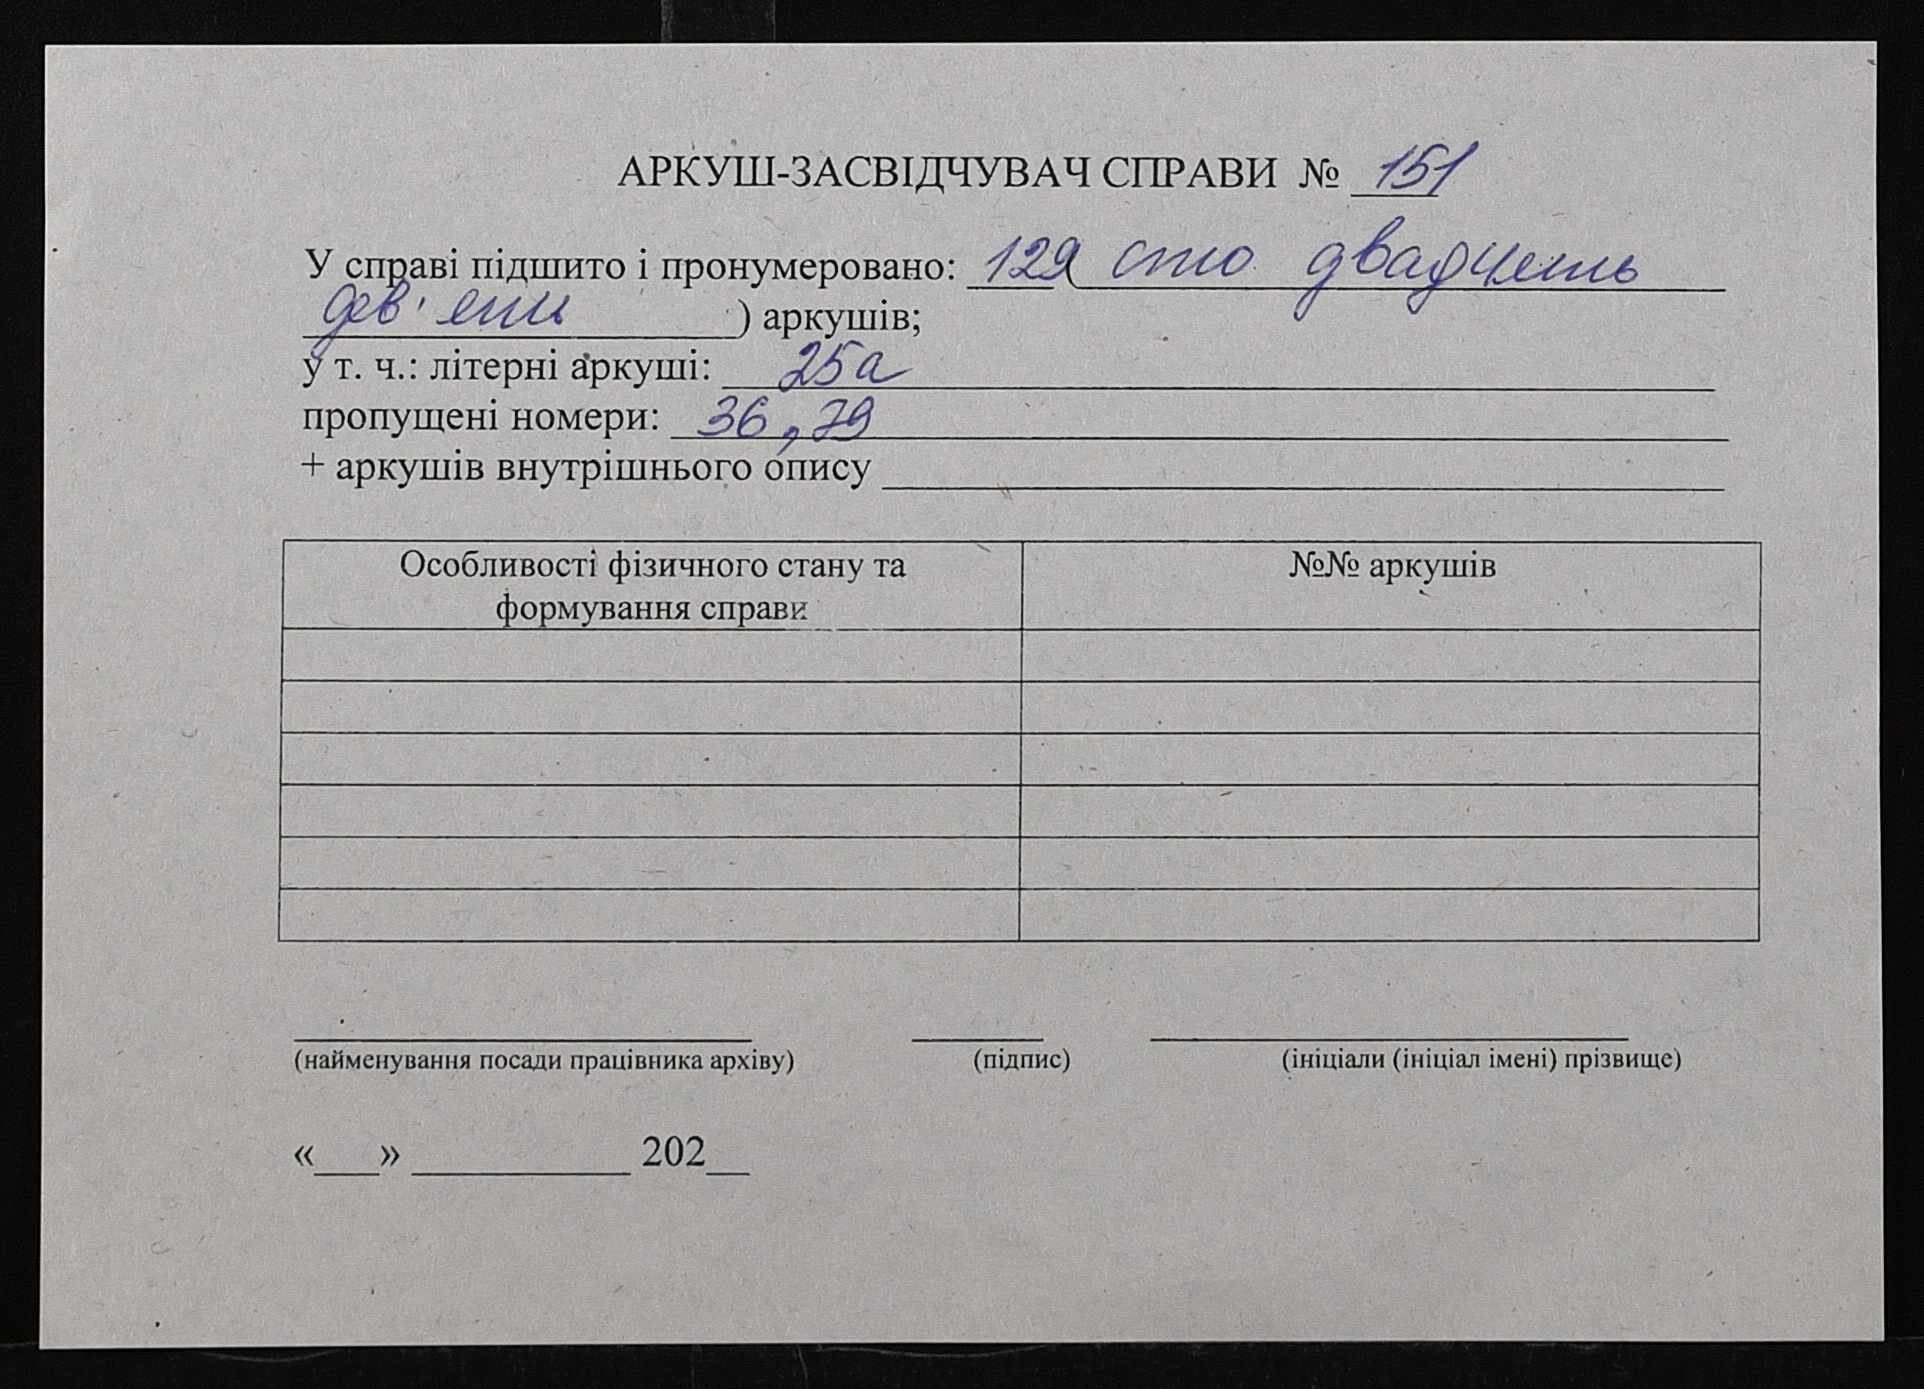 АРКУШ-ЗАСВІДЧУВАЧ СПРАВИ № 151
У справі підшито і пронумеровано: 129 ( сто двадцять
дев'ять ) аркушів;
у т. ч.: літерні аркуші: 25а
пропущені номери: 36, 79
+ аркушів внутрішнього опису
Особливості фізичного стану та
формування справи
№№ аркушів
(найменування посади працівника архіву) (підпис) (ініціали (ініціал імені) прізвище)
«___» __________ 202__